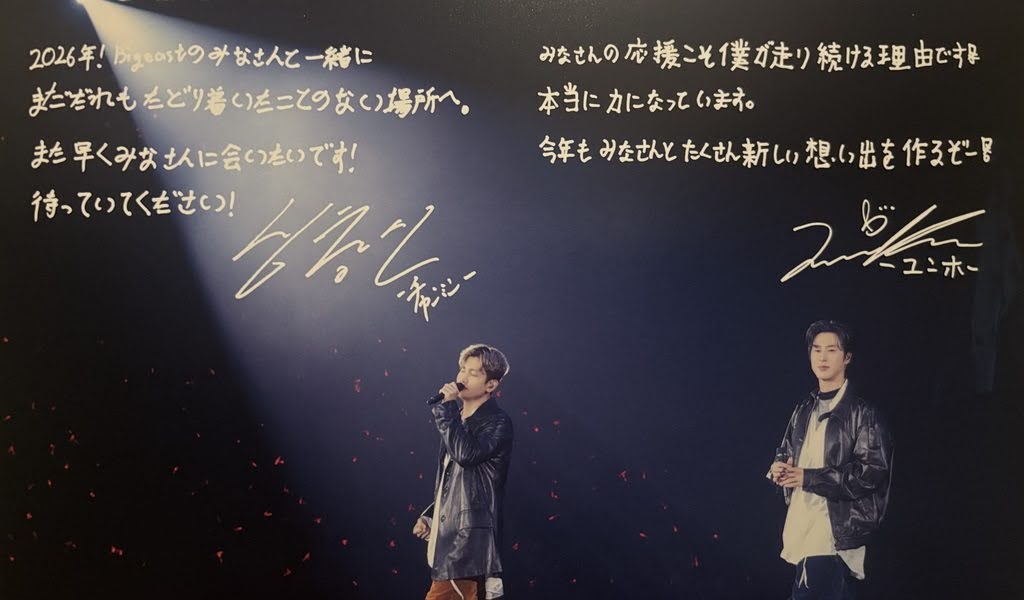 2026年！Bigeastのみなさんと一緒に
まだだれもたどり着いたことのない場所へ。
また早くみなさんに会いたいです！
待っていてください！
-チャンミン-
みなさんの応援こそ僕が走り続ける理由です!!
本当に力になっています。
今年もみなさんとたくさん新しい想い出を作るぞー!!
-ユンホ-